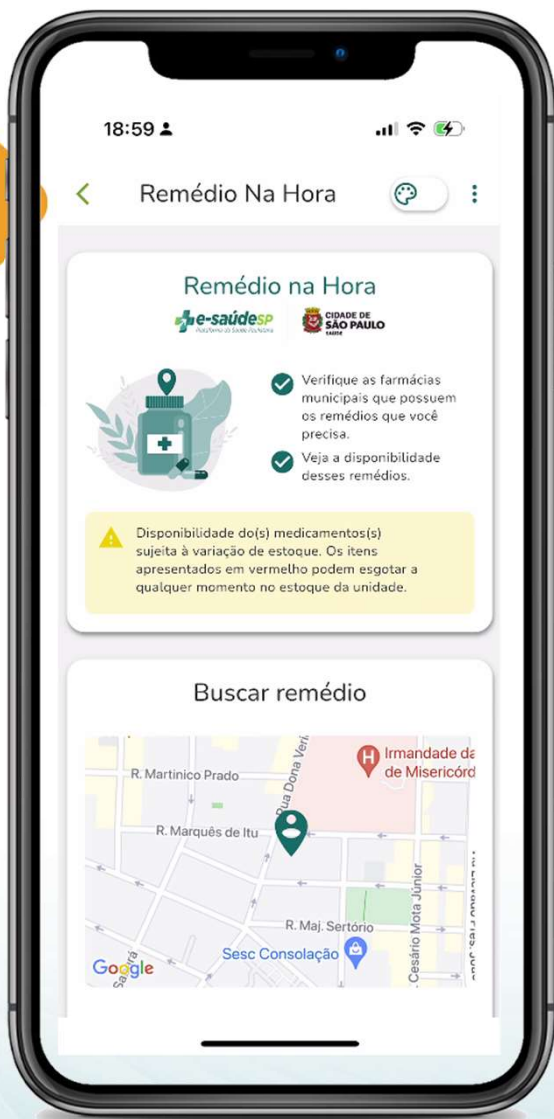 18:59
Remédio Na Hora
Remédio na Hora
e-saúdeSP
CIDADE DE
SÃO PAULO
SAÚDE
Verifique as farmácias
municipais que possuem
os remédios que você
precisa.
Veja a disponibilidade
desses remédios.
Disponibilidade do(s) medicamentos(s)
sujeita à variação de estoque. Os itens
apresentados em vermelho podem esgotar a
qualquer momento no estoque da unidade.
Buscar remédio
H
Irmandade da
de Misericórd
R. Martinico Prado
Rua Dona Veri
R. Marquês de Itu
R. Maj. Sertório
Cesário Mota Júnior
Sesc Consolação
Google